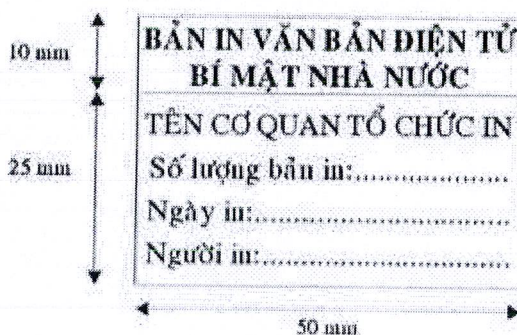 10 mm
BẢN IN VĂN BẢN ĐIỆN TỬ
BÍ MẬT NHÀ NƯỚC
25 mm
TÊN CƠ QUAN TỔ CHỨC IN
Số lượng bản in:......................
Ngày in:.....................................
Người in:....................................
50 mm